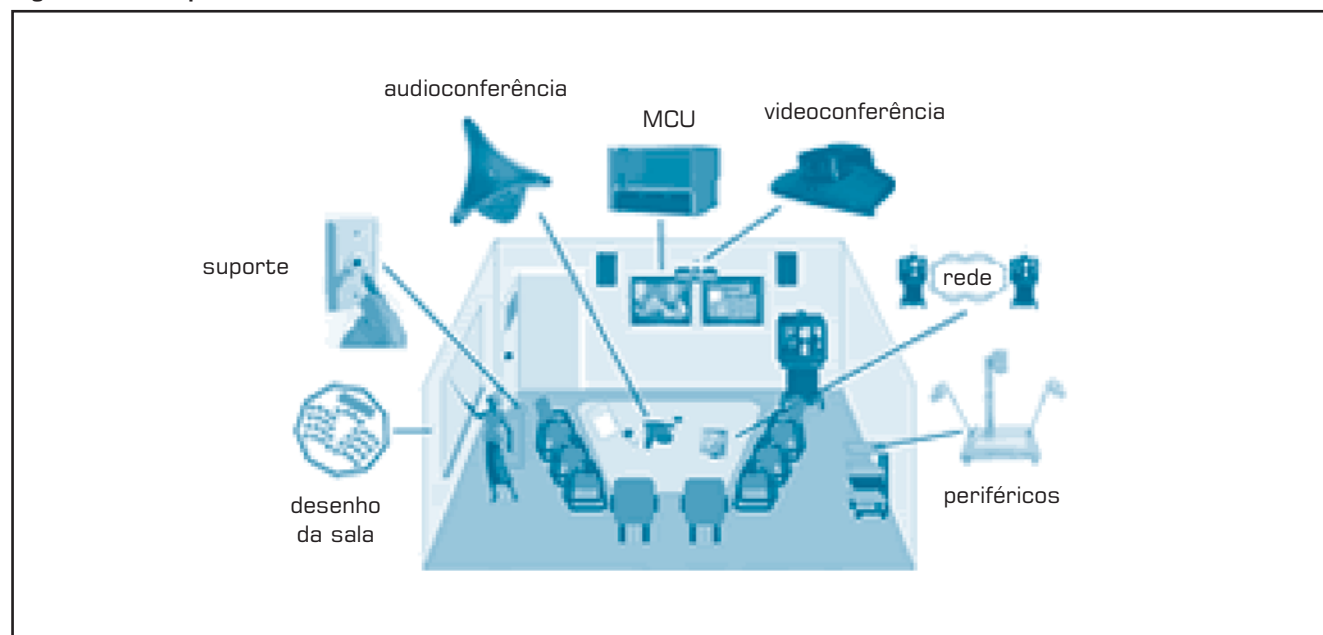 audioconferência
MCU
videoconferência
suporte
rede
desenho
da sala
periféricos